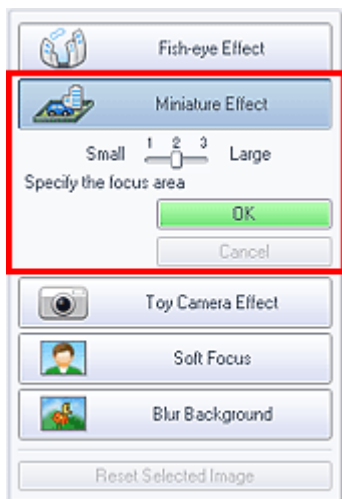 Fish-eye Effect
Miniature Effect
1 2 3
Small Large
Specify the focus area
OK
Cancel
Toy Camera Effect
Soft Focus
Blur Background
Reset Selected Image